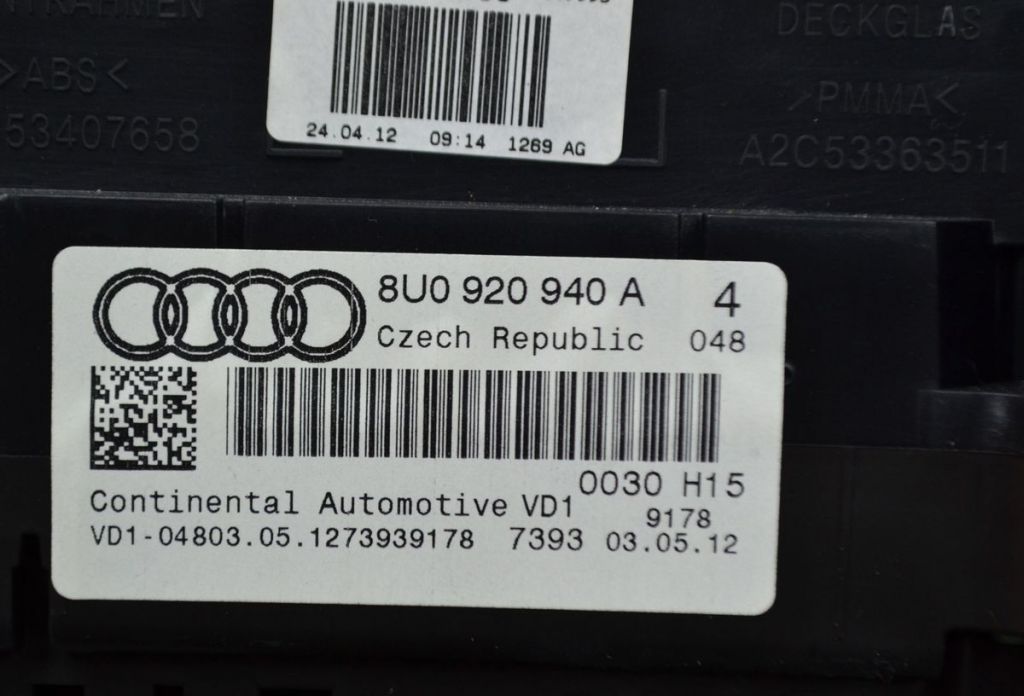 >ABS<
53407658
24.04.12 09:14 1269 AG
DECKGLAS
>PMMA<
A2C53363511
8U0 920 940 A 4
Czech Republic 048
0030 H15
Continental Automotive VD1
9178
VD1-04803.05.1273939178 7393 03.05.12